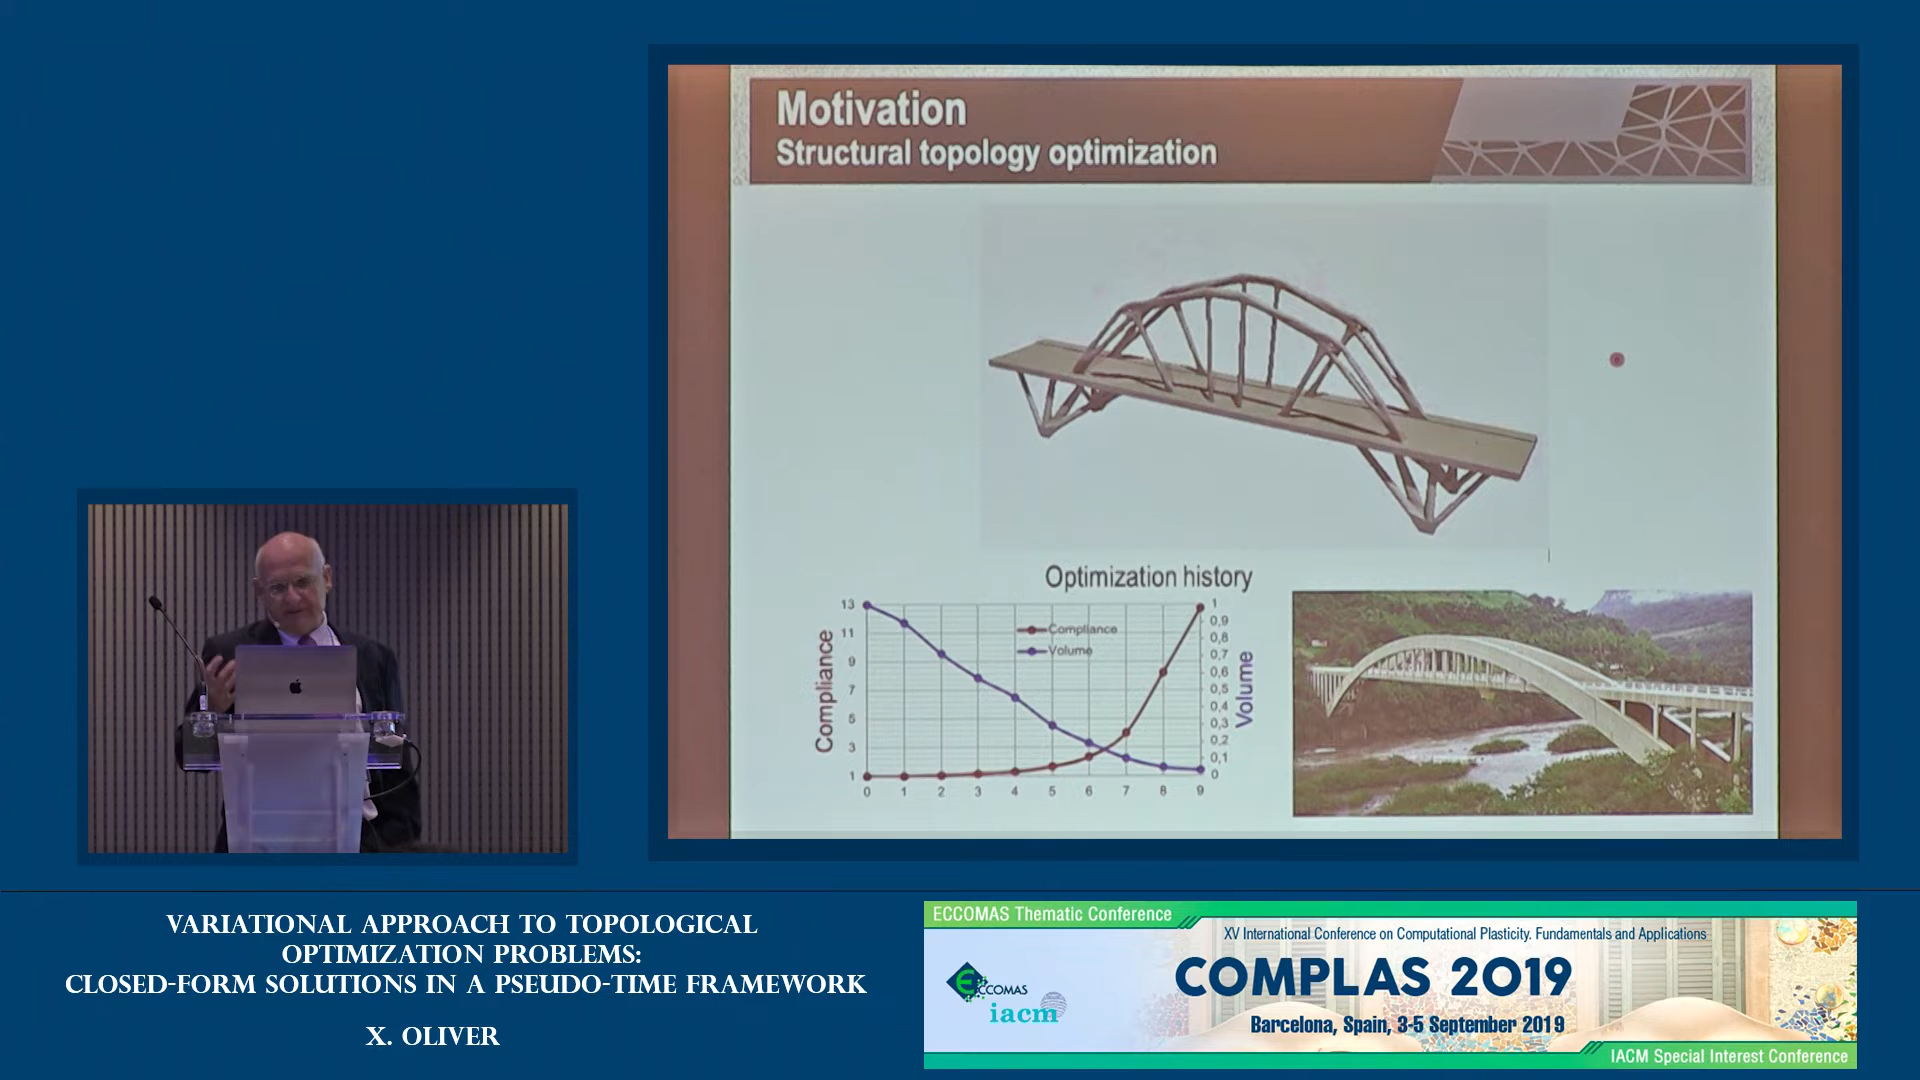 Motivation
Structural topology optimization
Optimization history
Compliance
13
11
9
7
5
3
1
Compliance
Volume
1
0,9
0,8
0,7
0,6
0,5
0,4
0,3
0,2
0,1
0
Volume
0 1 2 3 4 5 6 7 8 9
VARIATIONAL APPROACH TO TOPOLOGICAL
OPTIMIZATION PROBLEMS:
CLOSED-FORM SOLUTIONS IN A PSEUDO-TIME FRAMEWORK
X. OLIVER
ECCOMAS Thematic Conference
XV International Conference on Computational Plasticity. Fundamentals and Applications
ECCOMAS
iacm
COMPLAS 2019
Barcelona, Spain, 3-5 September 2019
IACM Special Interest Conference